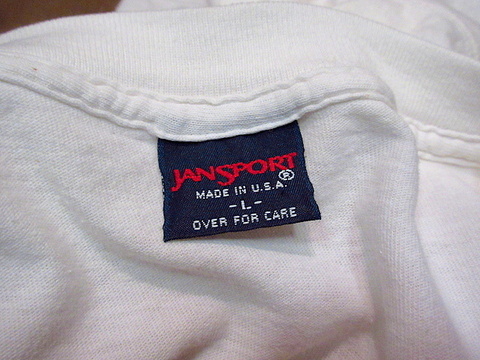 JANSPORT®
MADE IN U.S.A.
- L -
OVER FOR CARE